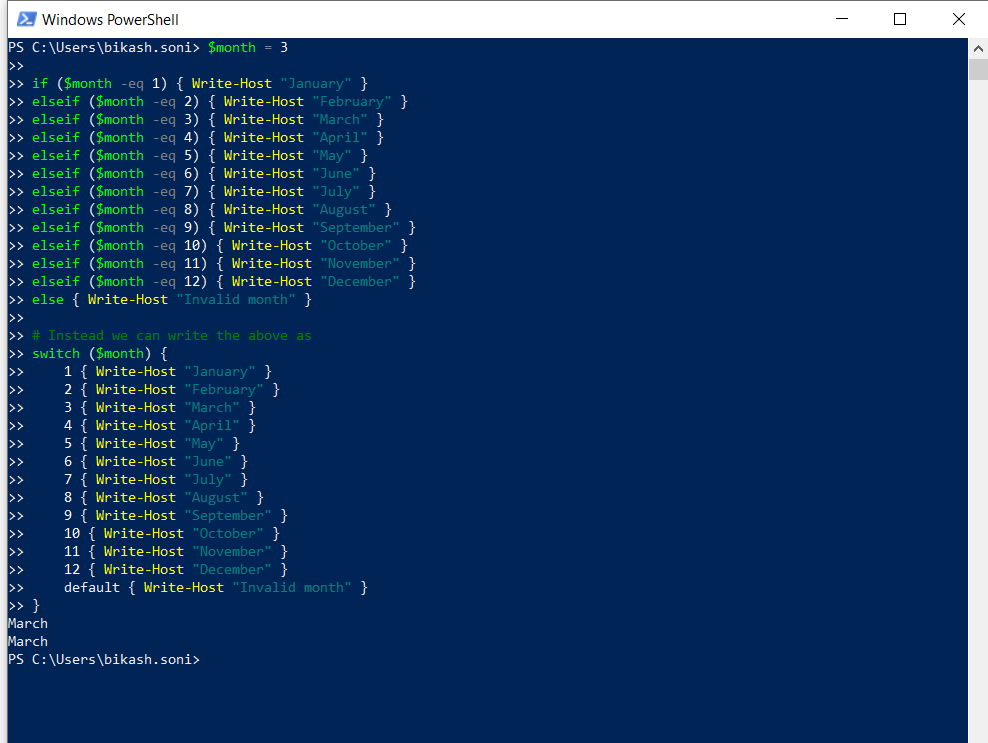 Windows PowerShell
PS C:\Users\bikash.soni> $month = 3
>>
>> if ($month -eq 1) { Write-Host "January" }
>> elseif ($month -eq 2) { Write-Host "February" }
>> elseif ($month -eq 3) { Write-Host "March" }
>> elseif ($month -eq 4) { Write-Host "April" }
>> elseif ($month -eq 5) { Write-Host "May" }
>> elseif ($month -eq 6) { Write-Host "June" }
>> elseif ($month -eq 7) { Write-Host "July" }
>> elseif ($month -eq 8) { Write-Host "August" }
>> elseif ($month -eq 9) { Write-Host "September" }
>> elseif ($month -eq 10) { Write-Host "October" }
>> elseif ($month -eq 11) { Write-Host "November" }
>> elseif ($month -eq 12) { Write-Host "December" }
>> else { Write-Host "Invalid month" }
>>
>> # Instead we can write the above as
>> switch ($month) {
>>     1 { Write-Host "January" }
>>     2 { Write-Host "February" }
>>     3 { Write-Host "March" }
>>     4 { Write-Host "April" }
>>     5 { Write-Host "May" }
>>     6 { Write-Host "June" }
>>     7 { Write-Host "July" }
>>     8 { Write-Host "August" }
>>     9 { Write-Host "September" }
>>     10 { Write-Host "October" }
>>     11 { Write-Host "November" }
>>     12 { Write-Host "December" }
>>     default { Write-Host "Invalid month" }
>> }
March
March
PS C:\Users\bikash.soni>